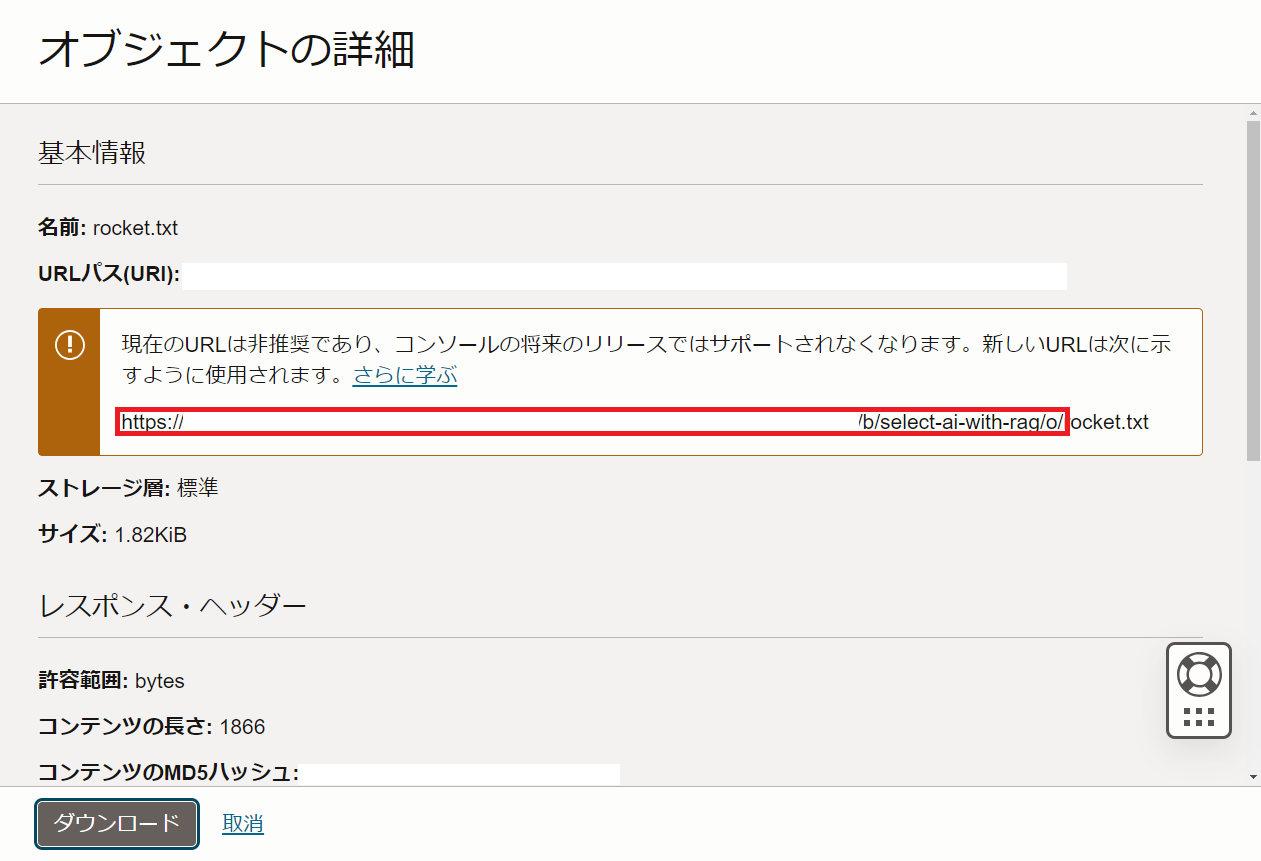 オブジェクトの詳細
基本情報
名前: rocket.txt
URLパス(URI):
現在のURLは非推奨であり、コンソールの将来のリリースではサポートされなくなります。新しいURLは次に示
すように使用されます。さらに学ぶ
https:// /b/select-ai-with-rag/o/rocket.txt
ストレージ層: 標準
サイズ: 1.82KiB
レスポンス・ヘッダー
許容範囲: bytes
コンテンツの長さ: 1866
コンテンツのMD5ハッシュ:
ダウンロード 取消